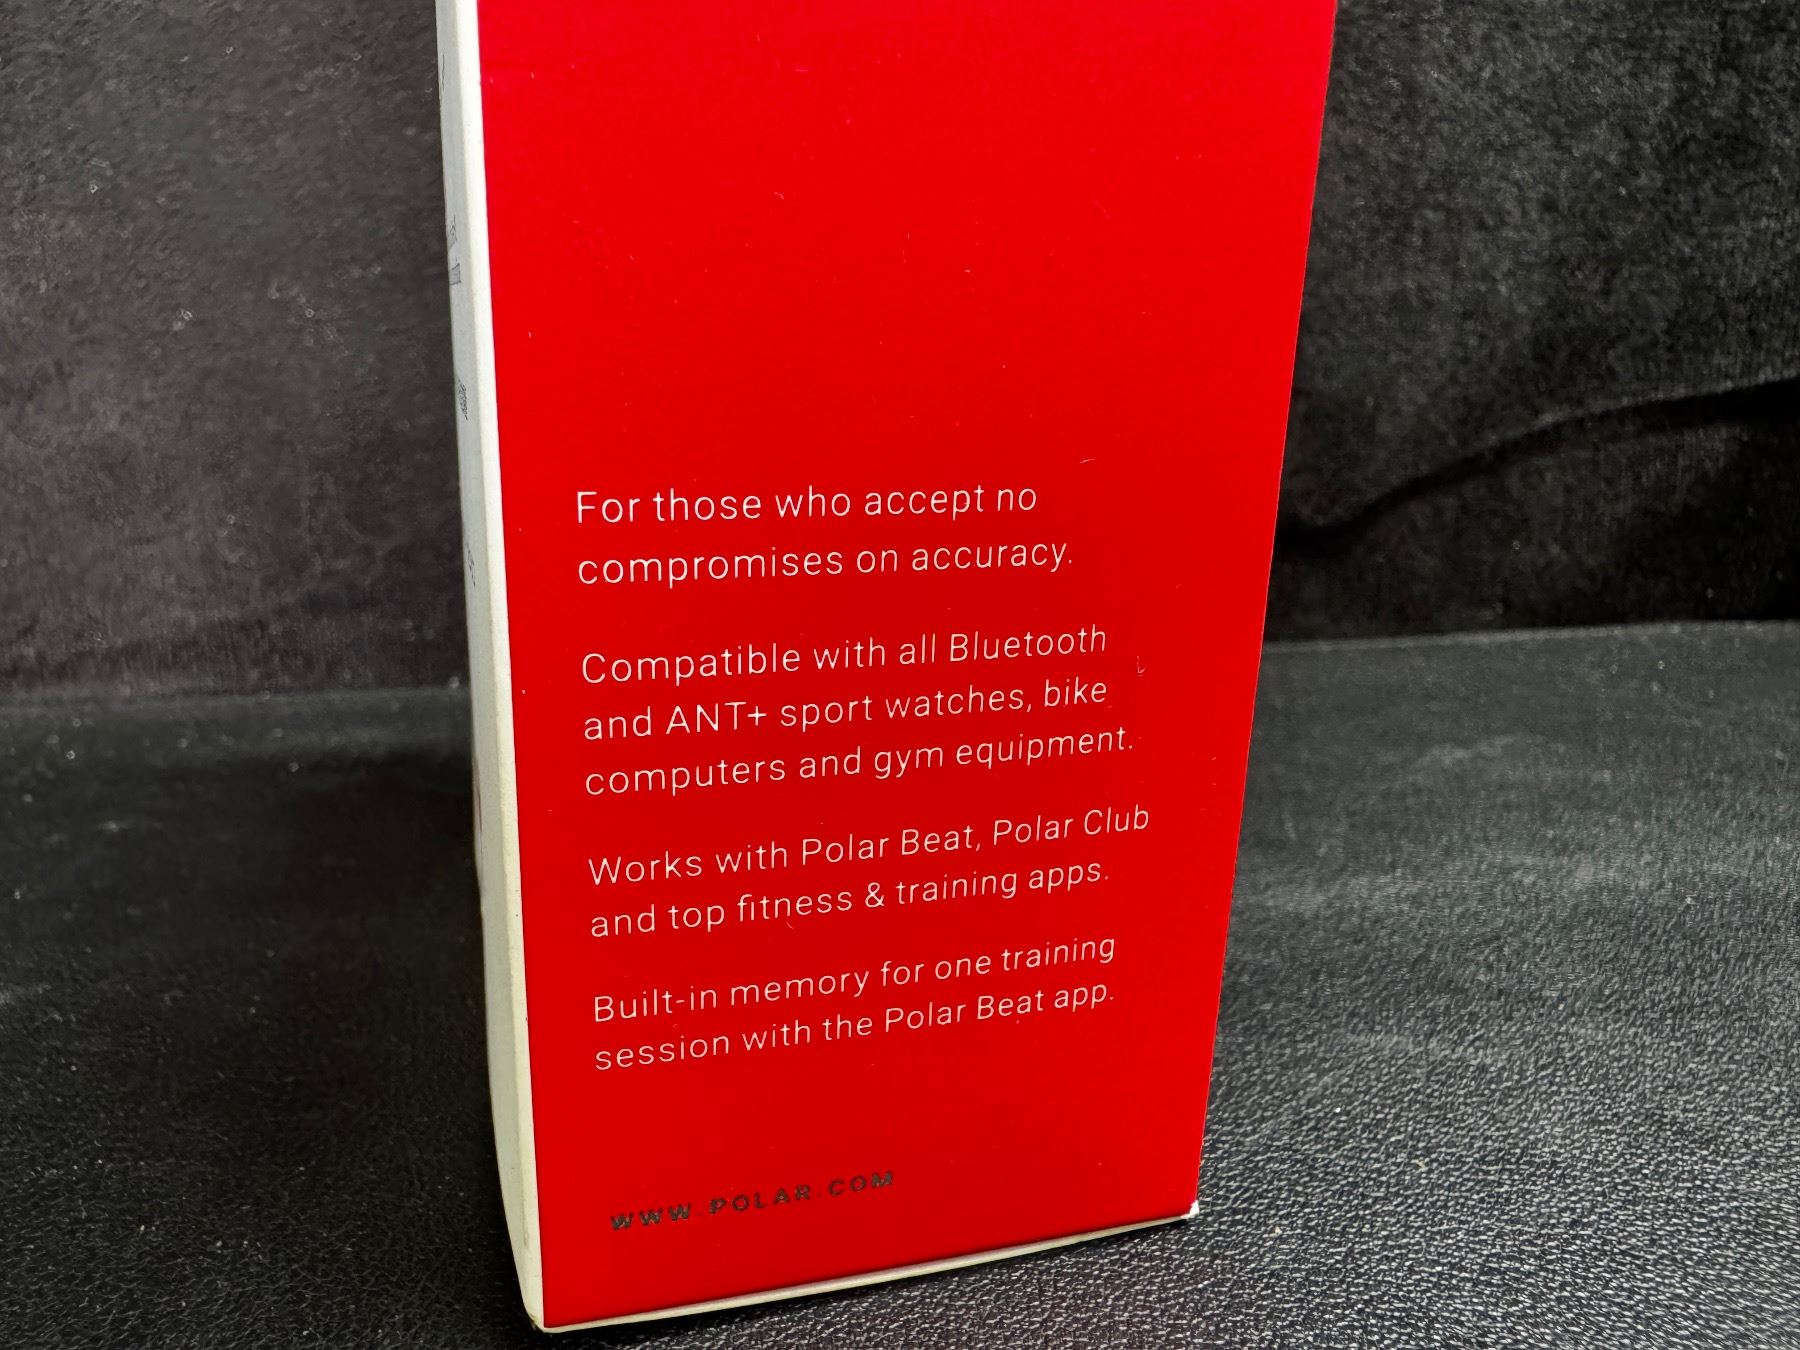 For those who accept no
compromises on accuracy.
Compatible with all Bluetooth
and ANT+ sport watches, bike
computers and gym equipment.
Works with Polar Beat, Polar Club
and top fitness & training apps.
Built-in memory for one training
session with the Polar Beat app.
WWW.POLAR.COM